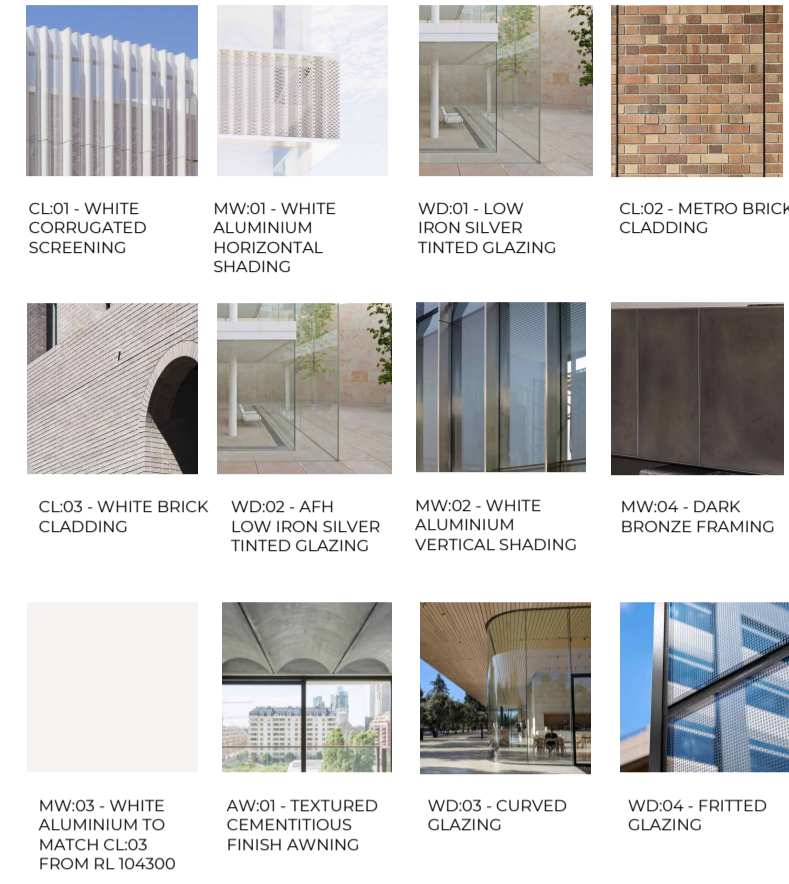 CL:01 - WHITE
CORRUGATED
SCREENING
MW:01 - WHITE
ALUMINIUM
HORIZONTAL
SHADING
WD:01 - LOW
IRON SILVER
TINTED GLAZING
CL:02 - METRO BRICK
CLADDING
CL:03 - WHITE BRICK
CLADDING
WD:02 - AFH
LOW IRON SILVER
TINTED GLAZING
MW:02 - WHITE
ALUMINIUM
VERTICAL SHADING
MW:04 - DARK
BRONZE FRAMING
MW:03 - WHITE
ALUMINIUM TO
MATCH CL:03
FROM RL 104300
AW:01 - TEXTURED
CEMENTITIOUS
FINISH AWNING
WD:03 - CURVED
GLAZING
WD:04 - FRITTED
GLAZING